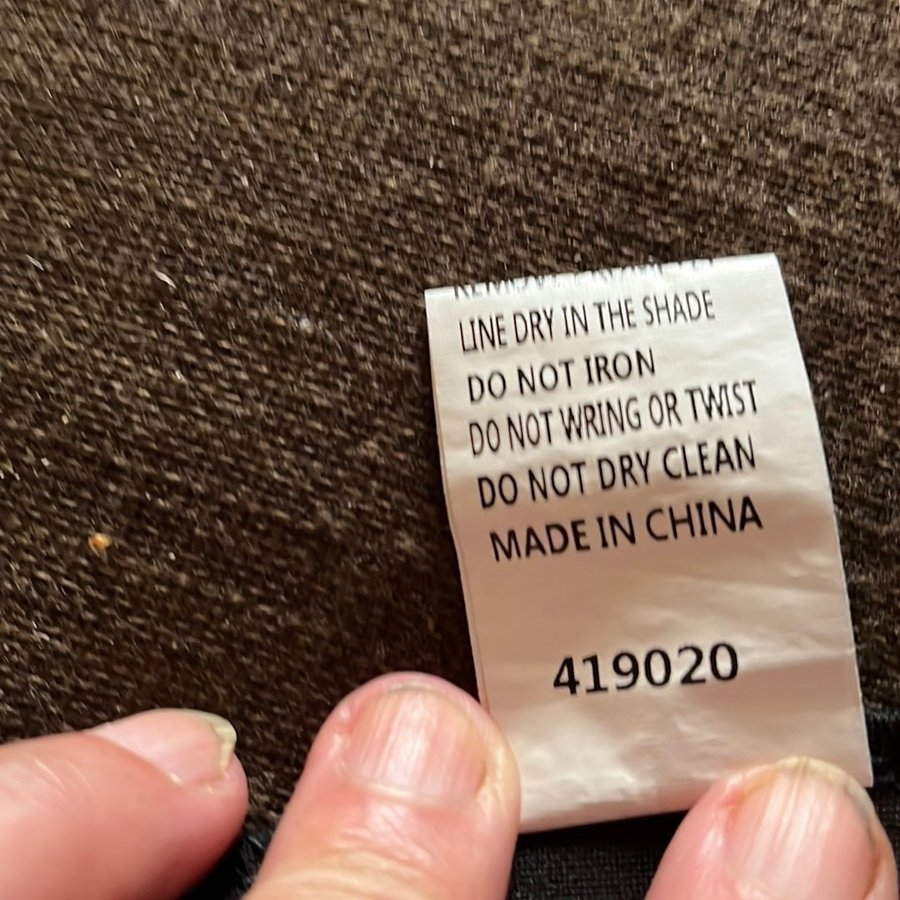 LINE DRY IN THE SHADE
DO NOT IRON
DO NOT WRING OR TWIST
DO NOT DRY CLEAN
MADE IN CHINA
419020